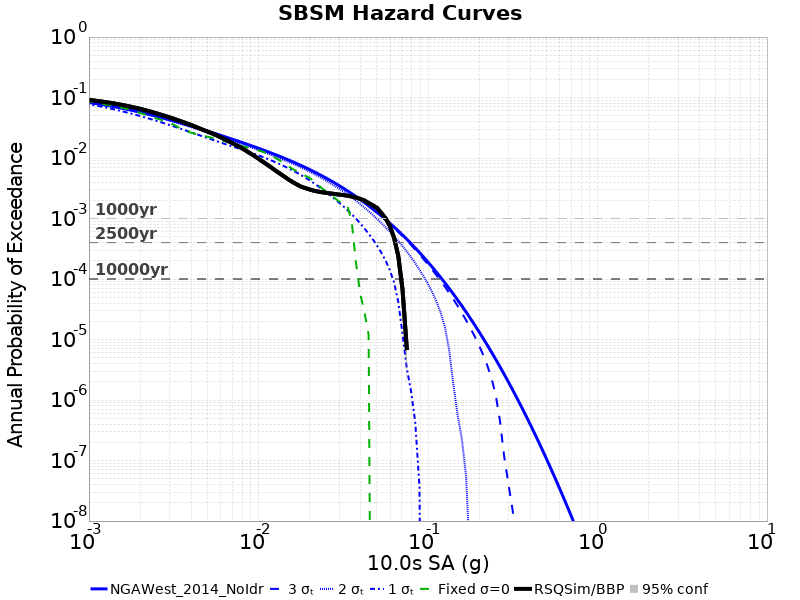 SBSM Hazard Curves
Annual Probability of Exceedance
10⁰
10⁻¹
10⁻²
10⁻³
10⁻⁴
10⁻⁵
10⁻⁶
10⁻⁷
10⁻⁸
1000yr
2500yr
10000yr
10⁻³ 10⁻² 10⁻¹ 10⁰ 10¹
10.0s SA (g)
NGAWest_2014_NoIdr 3 σₜ 2 σₜ 1 σₜ Fixed σ=0 RSQSim/BBP 95% conf